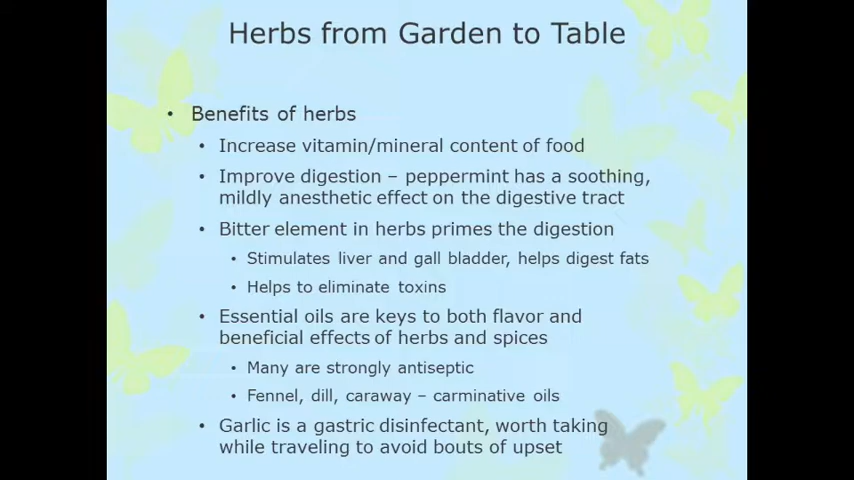 Herbs from Garden to Table
• Benefits of herbs
• Increase vitamin/mineral content of food
• Improve digestion – peppermint has a soothing,
mildly anesthetic effect on the digestive tract
• Bitter element in herbs primes the digestion
• Stimulates liver and gall bladder, helps digest fats
• Helps to eliminate toxins
• Essential oils are keys to both flavor and
beneficial effects of herbs and spices
• Many are strongly antiseptic
• Fennel, dill, caraway – carminative oils
• Garlic is a gastric disinfectant, worth taking
while traveling to avoid bouts of upset